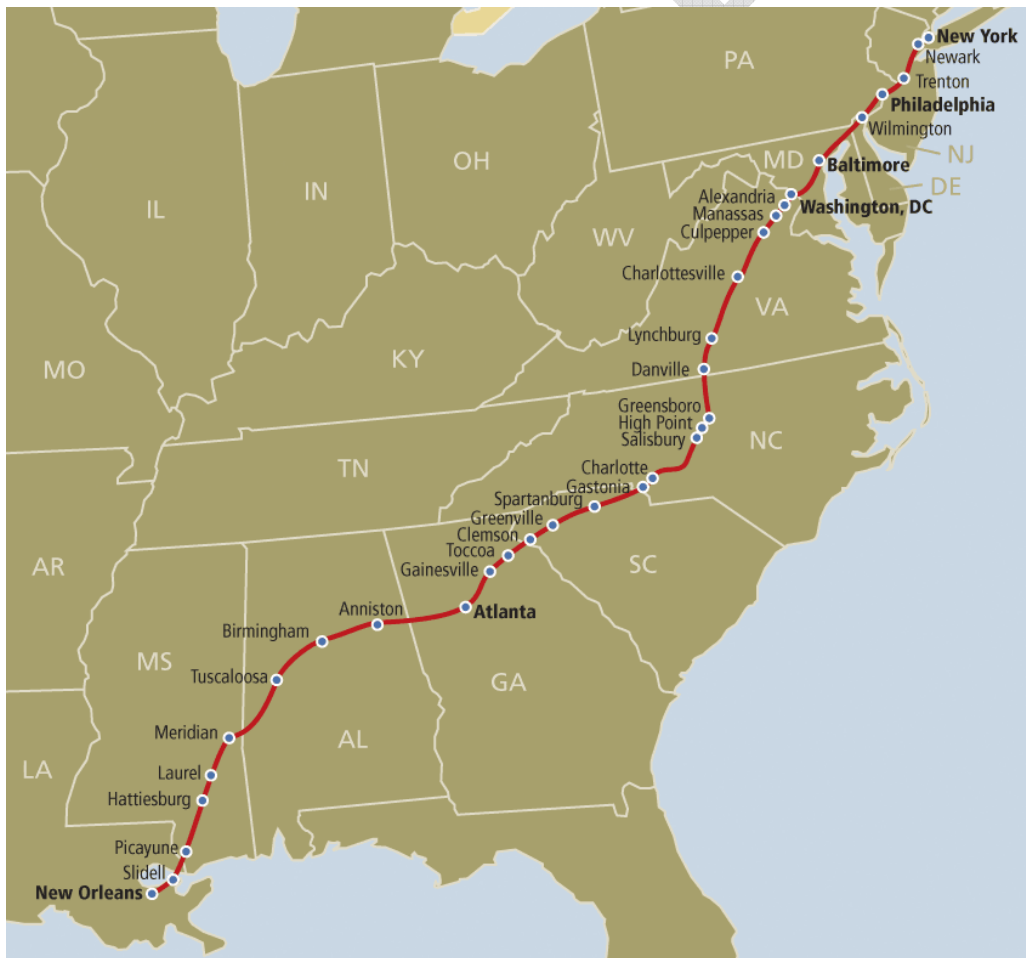 New York
Newark
PA
Trenton
Philadelphia
Wilmington
NJ
OH
MD
Baltimore
IN
DE
IL
Alexandria
Washington, DC
Manassas
Culpepper
WV
Charlottesville
VA
Lynchburg
KY
MO
Danville
Greensboro
High Point
NC
Salisbury
TN
Charlotte
Gastonia
Spartanburg
Greenville
Clemson
Toccoa
SC
AR
Gainesville
Anniston
Atlanta
Birmingham
MS
Tuscaloosa
GA
Meridian
AL
LA
Laurel
Hattiesburg
Picayune
Slidell
New Orleans